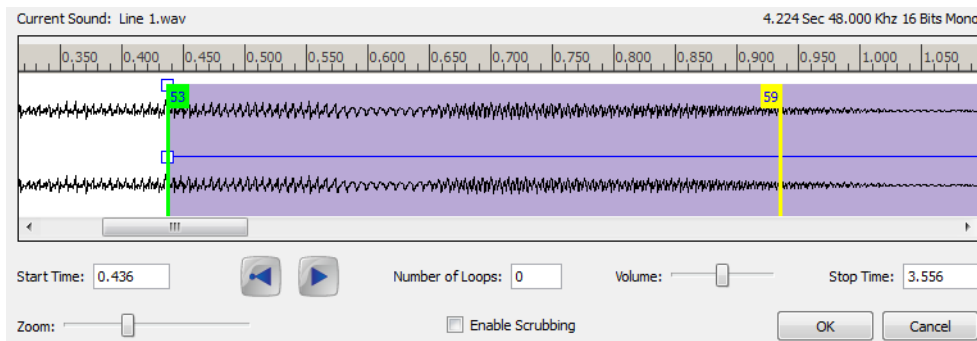 Current Sound: Line 1.wav 4.224 Sec 48.000 Khz 16 Bits Mono
0.350 0.400 0.450 0.500 0.550 0.600 0.650 0.700 0.750 0.800 0.850 0.900 0.950 1.000 1.050
53 59
Start Time: 0.436 Number of Loops: 0 Volume: Stop Time: 3.556
Zoom: Enable Scrubbing OK Cancel